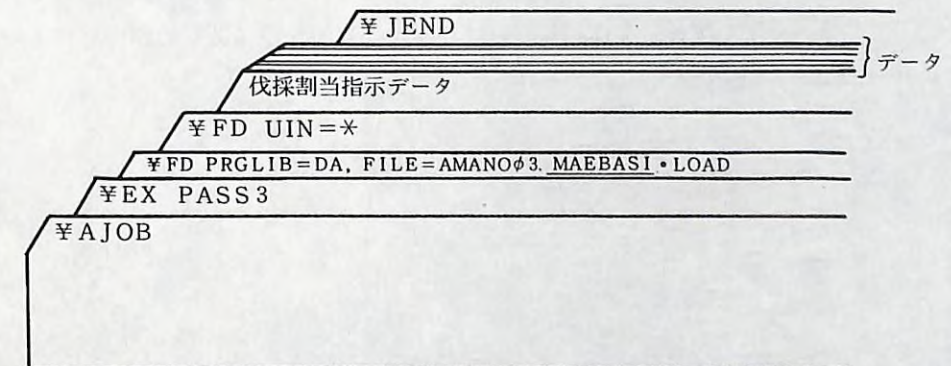 ¥ JEND
データ
伐採割当指示データ
¥FD UIN=*
¥FD PRGLIB=DA, FILE=AMANOφ3. MAEBASI・LOAD
¥EX PASS3
¥AJOB